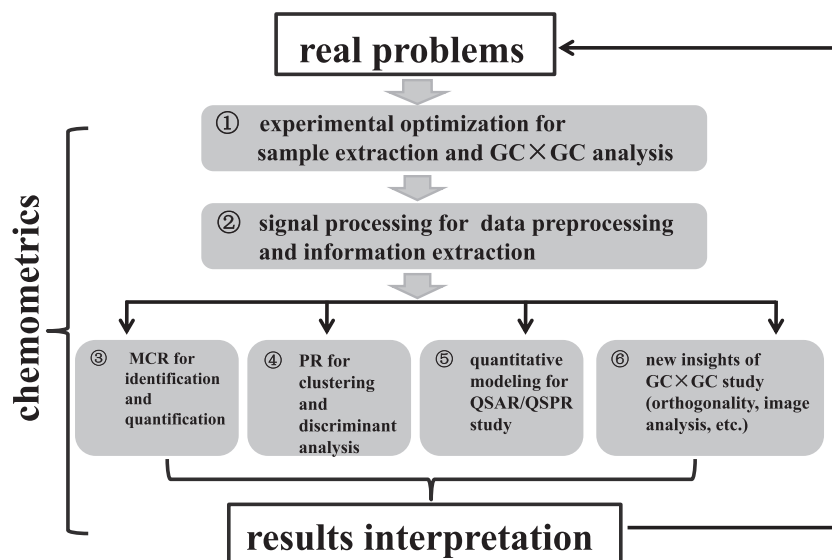 real problems
① experimental optimization for
sample extraction and GC×GC analysis
② signal processing for data preprocessing
and information extraction
chemometrics
③ MCR for
identification
and
quantification
④ PR for
clustering
and
discriminant
analysis
⑤ quantitative
modeling for
QSAR/QSPR
study
⑥ new insights of
GC×GC study
(orthogonality, image
analysis, etc.)
results interpretation